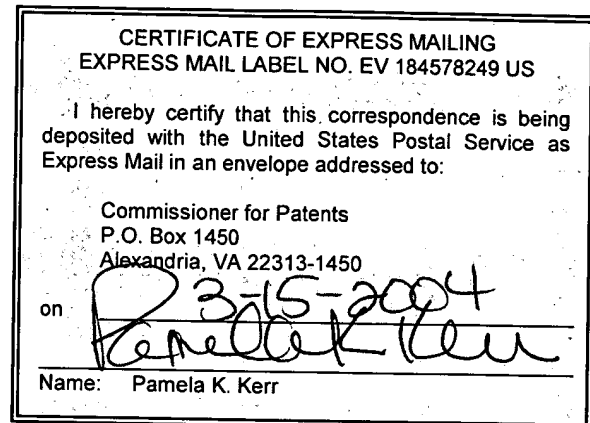 CERTIFICATE OF EXPRESS MAILING
EXPRESS MAIL LABEL NO. EV 184578249 US
I hereby certify that this correspondence is being
deposited with the United States Postal Service as
Express Mail in an envelope addressed to:
Commissioner for Patents
P.O. Box 1450
Alexandria, VA 22313-1450
on 3-15-2004
Pamella K Kerr
Name: Pamela K. Kerr